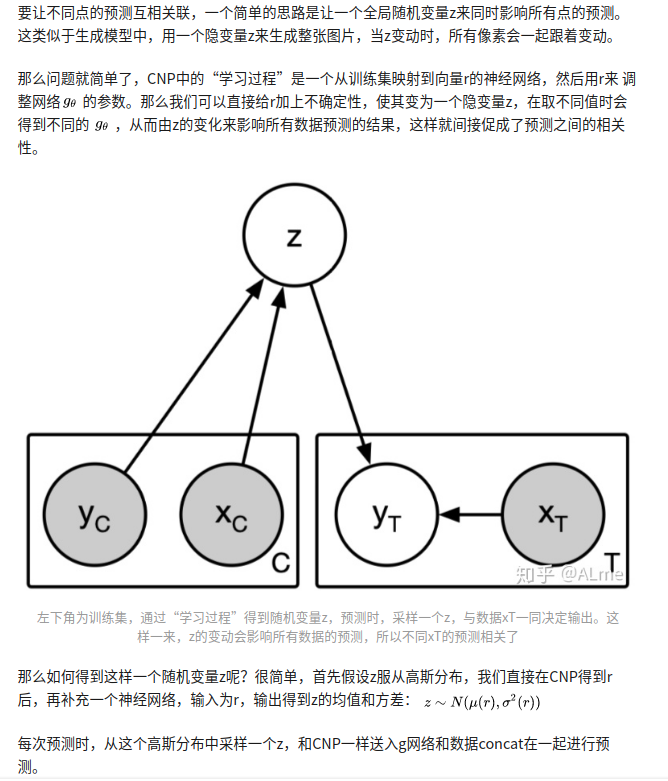 要让不同点的预测互相关联，一个简单的思路是让一个全局随机变量z来同时影响所有点的预测。
这类似于生成模型中，用一个隐变量z来生成整张图片，当z变动时，所有像素会一起跟着变动。
那么问题就简单了，CNP中的“学习过程”是一个从训练集映射到向量r的神经网络，然后用r来 调
整网络 gθ 的参数。那么我们可以直接给r加上不确定性，使其变为一个隐变量z，在取不同值时会
得到不同的 gθ ，从而由z的变化来影响所有数据预测的结果，这样就间接促成了预测之间的相关
性。
z
yC
xC
C
yT
xT
T
知乎 @ALme
左下角为训练集，通过“学习过程”得到随机变量z，预测时，采样一个z，与数据xT一同决定输出。这
样一来，z的变动会影响所有数据的预测，所以不同xT的预测相关了
那么如何得到这样一个随机变量z呢？很简单，首先假设z服从高斯分布，我们直接在CNP得到r
后，再补充一个神经网络，输入为r，输出得到z的均值和方差： z ∼ N(μ(r), σ²(r))
每次预测时，从这个高斯分布中采样一个z，和CNP一样送入g网络和数据concat在一起进行预
测。